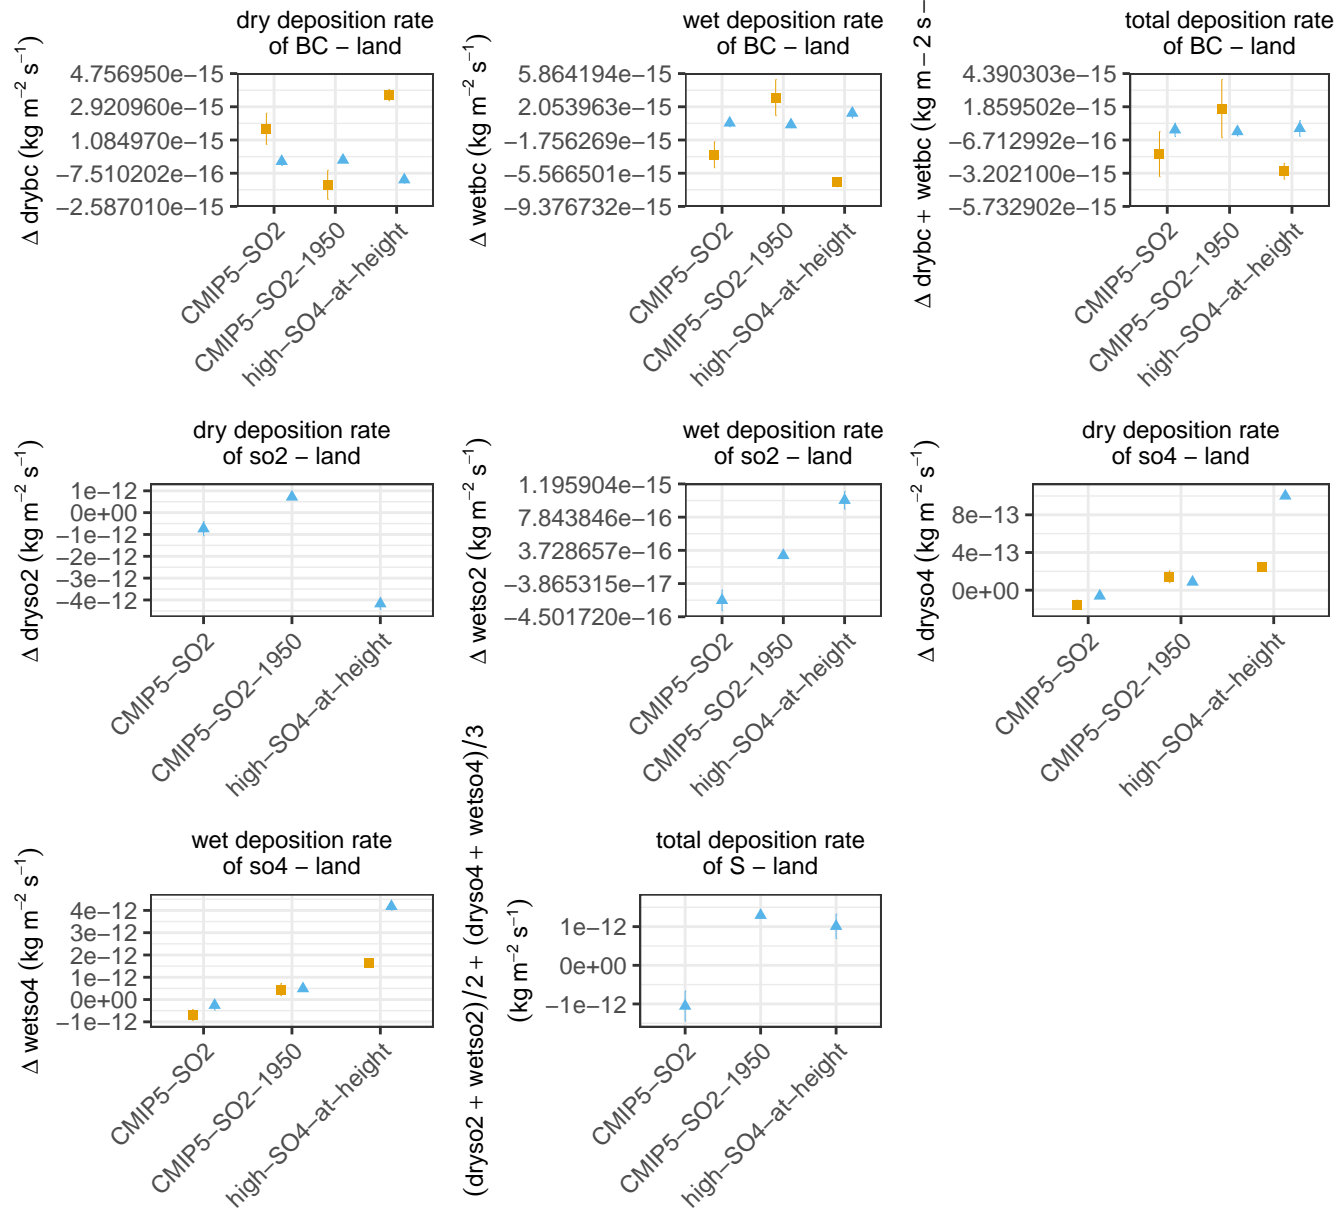 dry deposition rate
of BC − land
Δ drybc (kg m−2 s−1)
4.756950e−15
2.920960e−15
1.084970e−15
−7.510202e−16
−2.587010e−15
CMIP5−SO2
CMIP5−SO2−1950
high−SO4−at−height
wet deposition rate
of BC − land
Δ wetbc (kg m−2 s−1)
5.864194e−15
2.053963e−15
−1.756269e−15
−5.566501e−15
−9.376732e−15
CMIP5−SO2
CMIP5−SO2−1950
high−SO4−at−height
total deposition rate
of BC − land
Δ drybc + wetbc (kg m−2 s−
4.390303e−15
1.859502e−15
−6.712992e−16
−3.202100e−15
−5.732902e−15
CMIP5−SO2
CMIP5−SO2−1950
high−SO4−at−height
dry deposition rate
of so2 − land
Δ dryso2 (kg m−2 s−1)
1e−12
0e+00
−1e−12
−2e−12
−3e−12
−4e−12
CMIP5−SO2
CMIP5−SO2−1950
high−SO4−at−height
wet deposition rate
of so2 − land
Δ wetso2 (kg m−2 s−1)
1.195904e−15
7.843846e−16
3.728657e−16
−3.865315e−17
−4.501720e−16
CMIP5−SO2
CMIP5−SO2−1950
high−SO4−at−height
dry deposition rate
of so4 − land
Δ dryso4 (kg m−2 s−1)
8e−13
4e−13
0e+00
CMIP5−SO2
CMIP5−SO2−1950
high−SO4−at−height
wet deposition rate
of so4 − land
Δ wetso4 (kg m−2 s−1)
4e−12
3e−12
2e−12
1e−12
0e+00
−1e−12
CMIP5−SO2
CMIP5−SO2−1950
high−SO4−at−height
total deposition rate
of S − land
(dryso2 + wetso2)/2 + (dryso4 + wetso4)/3
(kg m−2 s−1)
1e−12
0e+00
−1e−12
CMIP5−SO2
CMIP5−SO2−1950
high−SO4−at−height